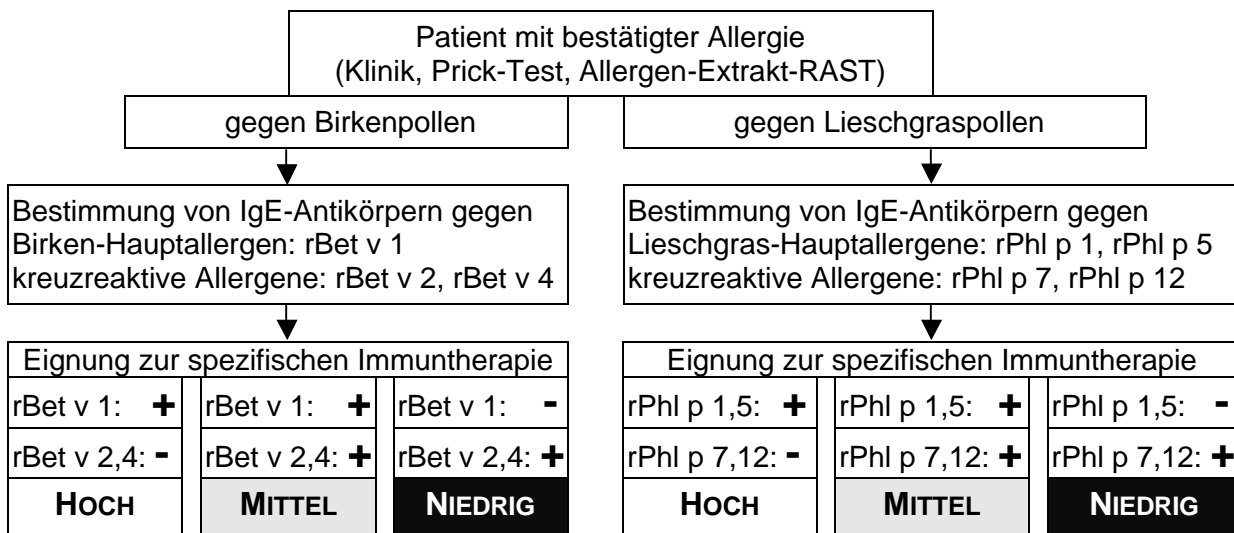 Patient mit bestätigter Allergie
(Klinik, Prick-Test, Allergen-Extrakt-RAST)
gegen Birkenpollen
gegen Lieschgraspollen
Bestimmung von IgE-Antikörpern gegen
Birken-Hauptallergen: rBet v 1
kreuzreaktive Allergene: rBet v 2, rBet v 4
Bestimmung von IgE-Antikörpern gegen
Lieschgras-Hauptallergene: rPhl p 1, rPhl p 5
kreuzreaktive Allergene: rPhl p 7, rPhl p 12
Eignung zur spezifischen Immuntherapie
rBet v 1: + rBet v 1: + rBet v 1: -
rBet v 2,4: - rBet v 2,4: + rBet v 2,4: +
HOCH MITTEL NIEDRIG
Eignung zur spezifischen Immuntherapie
rPhl p 1,5: + rPhl p 1,5: + rPhl p 1,5: -
rPhl p 7,12: - rPhl p 7,12: + rPhl p 7,12: +
HOCH MITTEL NIEDRIG